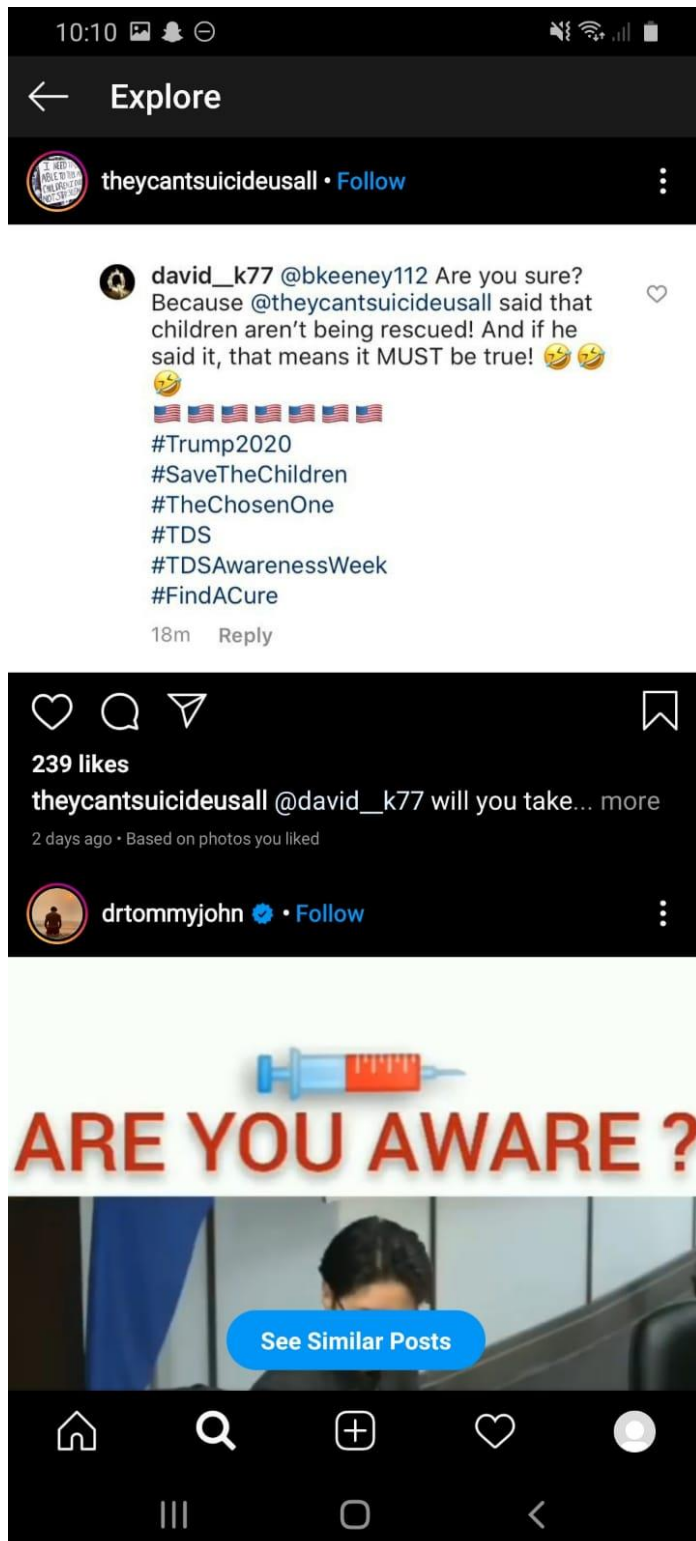 10:10
Explore
theycantsuicideusall • Follow
david__k77 @bkeeney112 Are you sure?
Because @theycantsuicideusall said that
children aren't being rescued! And if he
said it, that means it MUST be true! 🤣🤣
🤣
🇺🇸🇺🇸🇺🇸🇺🇸🇺🇸🇺🇸🇺🇸
#Trump2020
#SaveTheChildren
#TheChosenOne
#TDS
#TDSAwarenessWeek
#FindACure
18m Reply
239 likes
theycantsuicideusall @david__k77 will you take... more
2 days ago • Based on photos you liked
drtommyjohn • Follow
ARE YOU AWARE ?
See Similar Posts